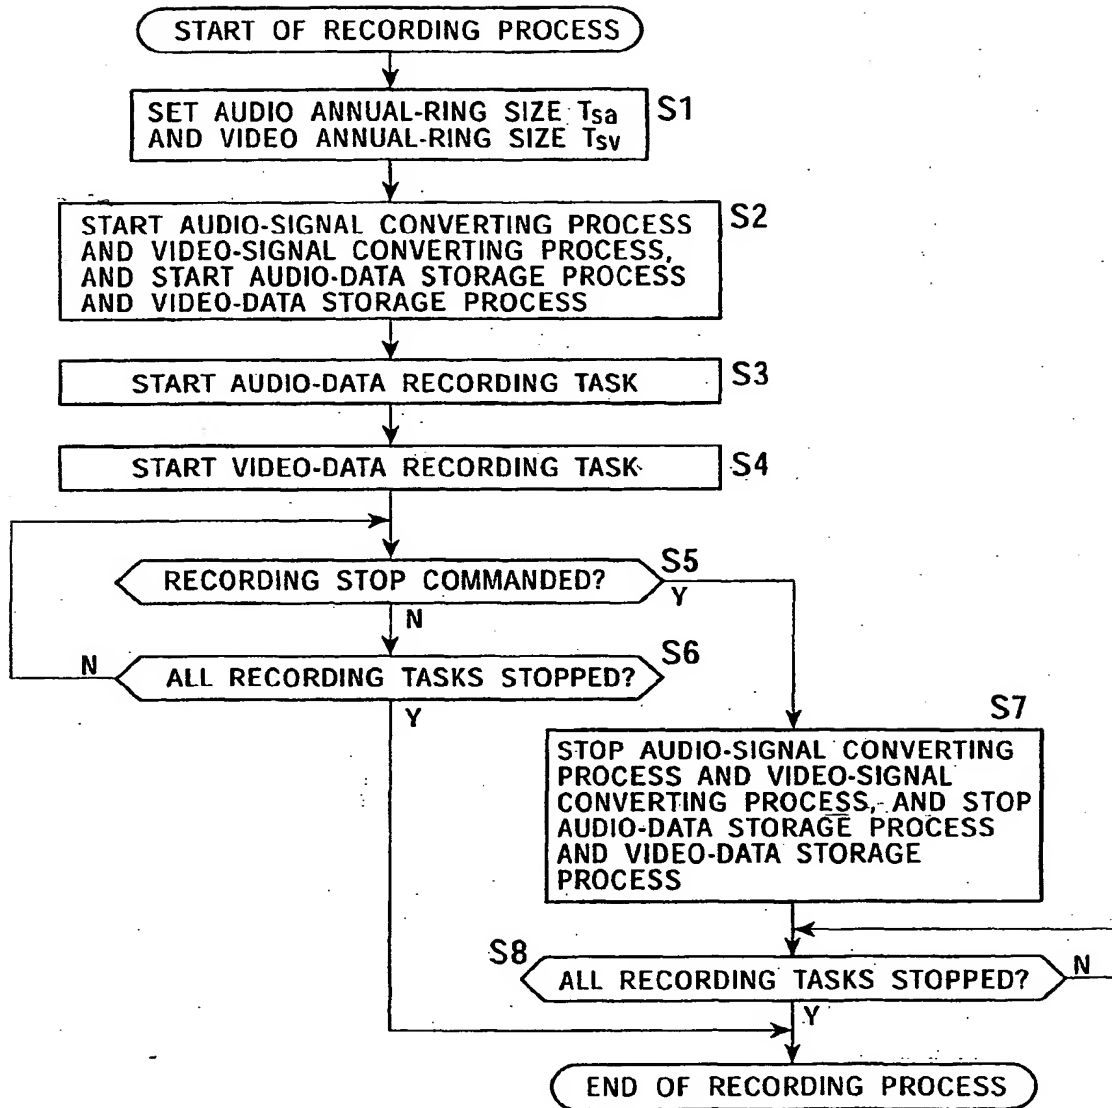 START OF RECORDING PROCESS
SET AUDIO ANNUAL-RING SIZE Tsa
AND VIDEO ANNUAL-RING SIZE Tsv
S1
START AUDIO-SIGNAL CONVERTING PROCESS
AND VIDEO-SIGNAL CONVERTING PROCESS,
AND START AUDIO-DATA STORAGE PROCESS
AND VIDEO-DATA STORAGE PROCESS
S2
START AUDIO-DATA RECORDING TASK
S3
START VIDEO-DATA RECORDING TASK
S4
RECORDING STOP COMMANDED?
S5
Y
N
ALL RECORDING TASKS STOPPED?
S6
N
Y
S7
STOP AUDIO-SIGNAL CONVERTING
PROCESS AND VIDEO-SIGNAL
CONVERTING PROCESS, AND STOP
AUDIO-DATA STORAGE PROCESS
AND VIDEO-DATA STORAGE
PROCESS
S8
ALL RECORDING TASKS STOPPED?
N
Y
END OF RECORDING PROCESS